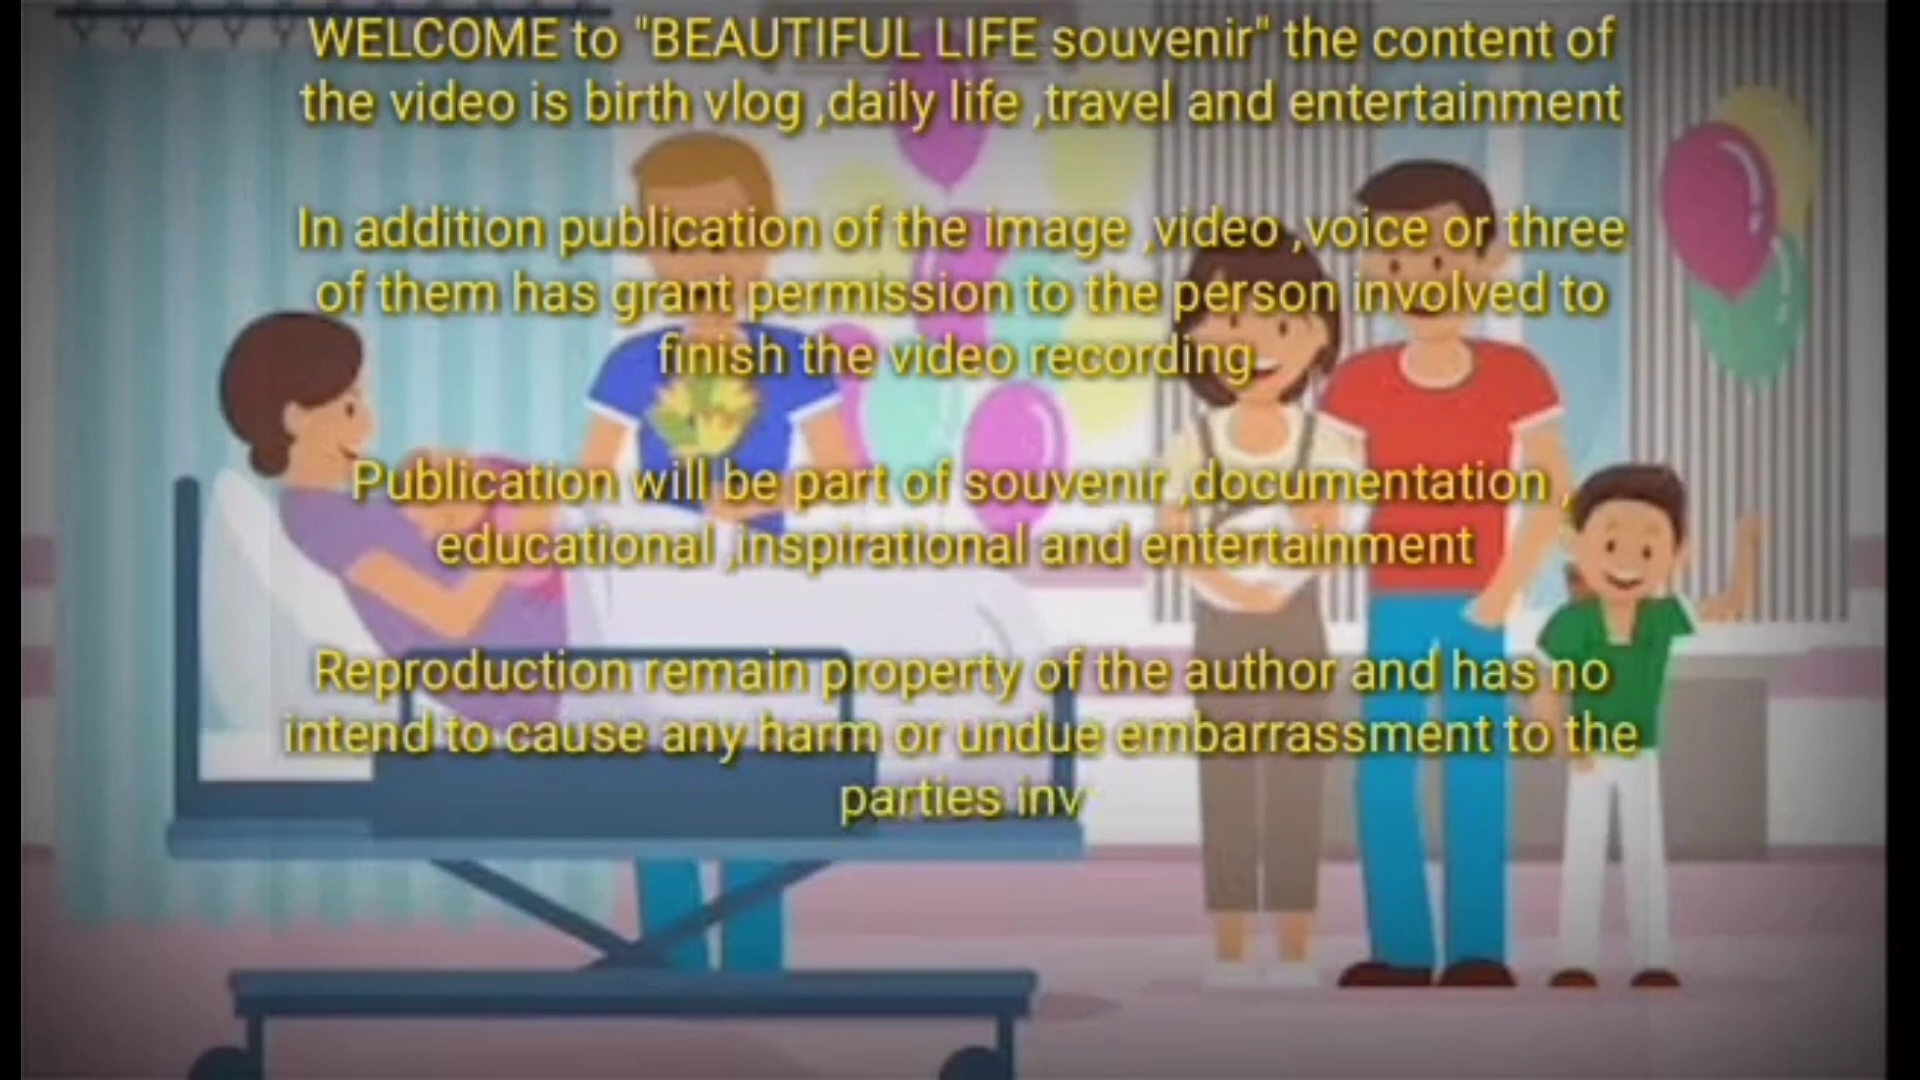 WELCOME to "BEAUTIFUL LIFE souvenir" the content of
the video is birth vlog ,daily life ,travel and entertainment
In addition publication of the image ,video ,voice or three
of them has grant permission to the person involved to
finish the video recording
Publication will be part of souvenir ,documentation ,
educational ,inspirational and entertainment
Reproduction remain property of the author and has no
intend to cause any harm or undue embarrassment to the
parties inv